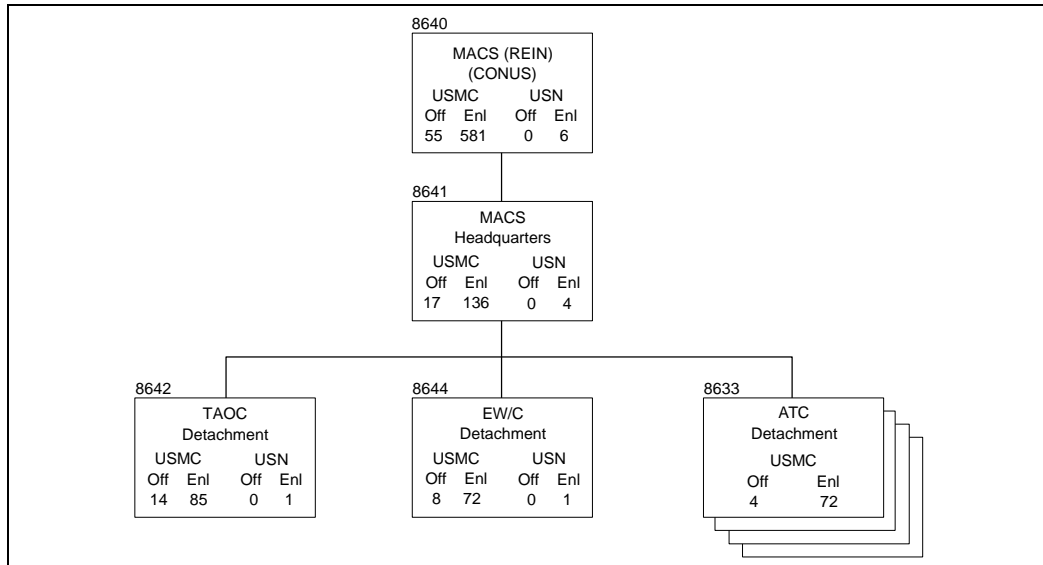 8640
MACS (REIN)
(CONUS)
USMC USN
Off Enl Off Enl
55 581 0 6
8641
MACS
Headquarters
USMC USN
Off Enl Off Enl
17 136 0 4
8642
TAOC
Detachment
USMC USN
Off Enl Off Enl
14 85 0 1
8644
EW/C
Detachment
USMC USN
Off Enl Off Enl
8 72 0 1
8633
ATC
Detachment
USMC
Off Enl
4 72